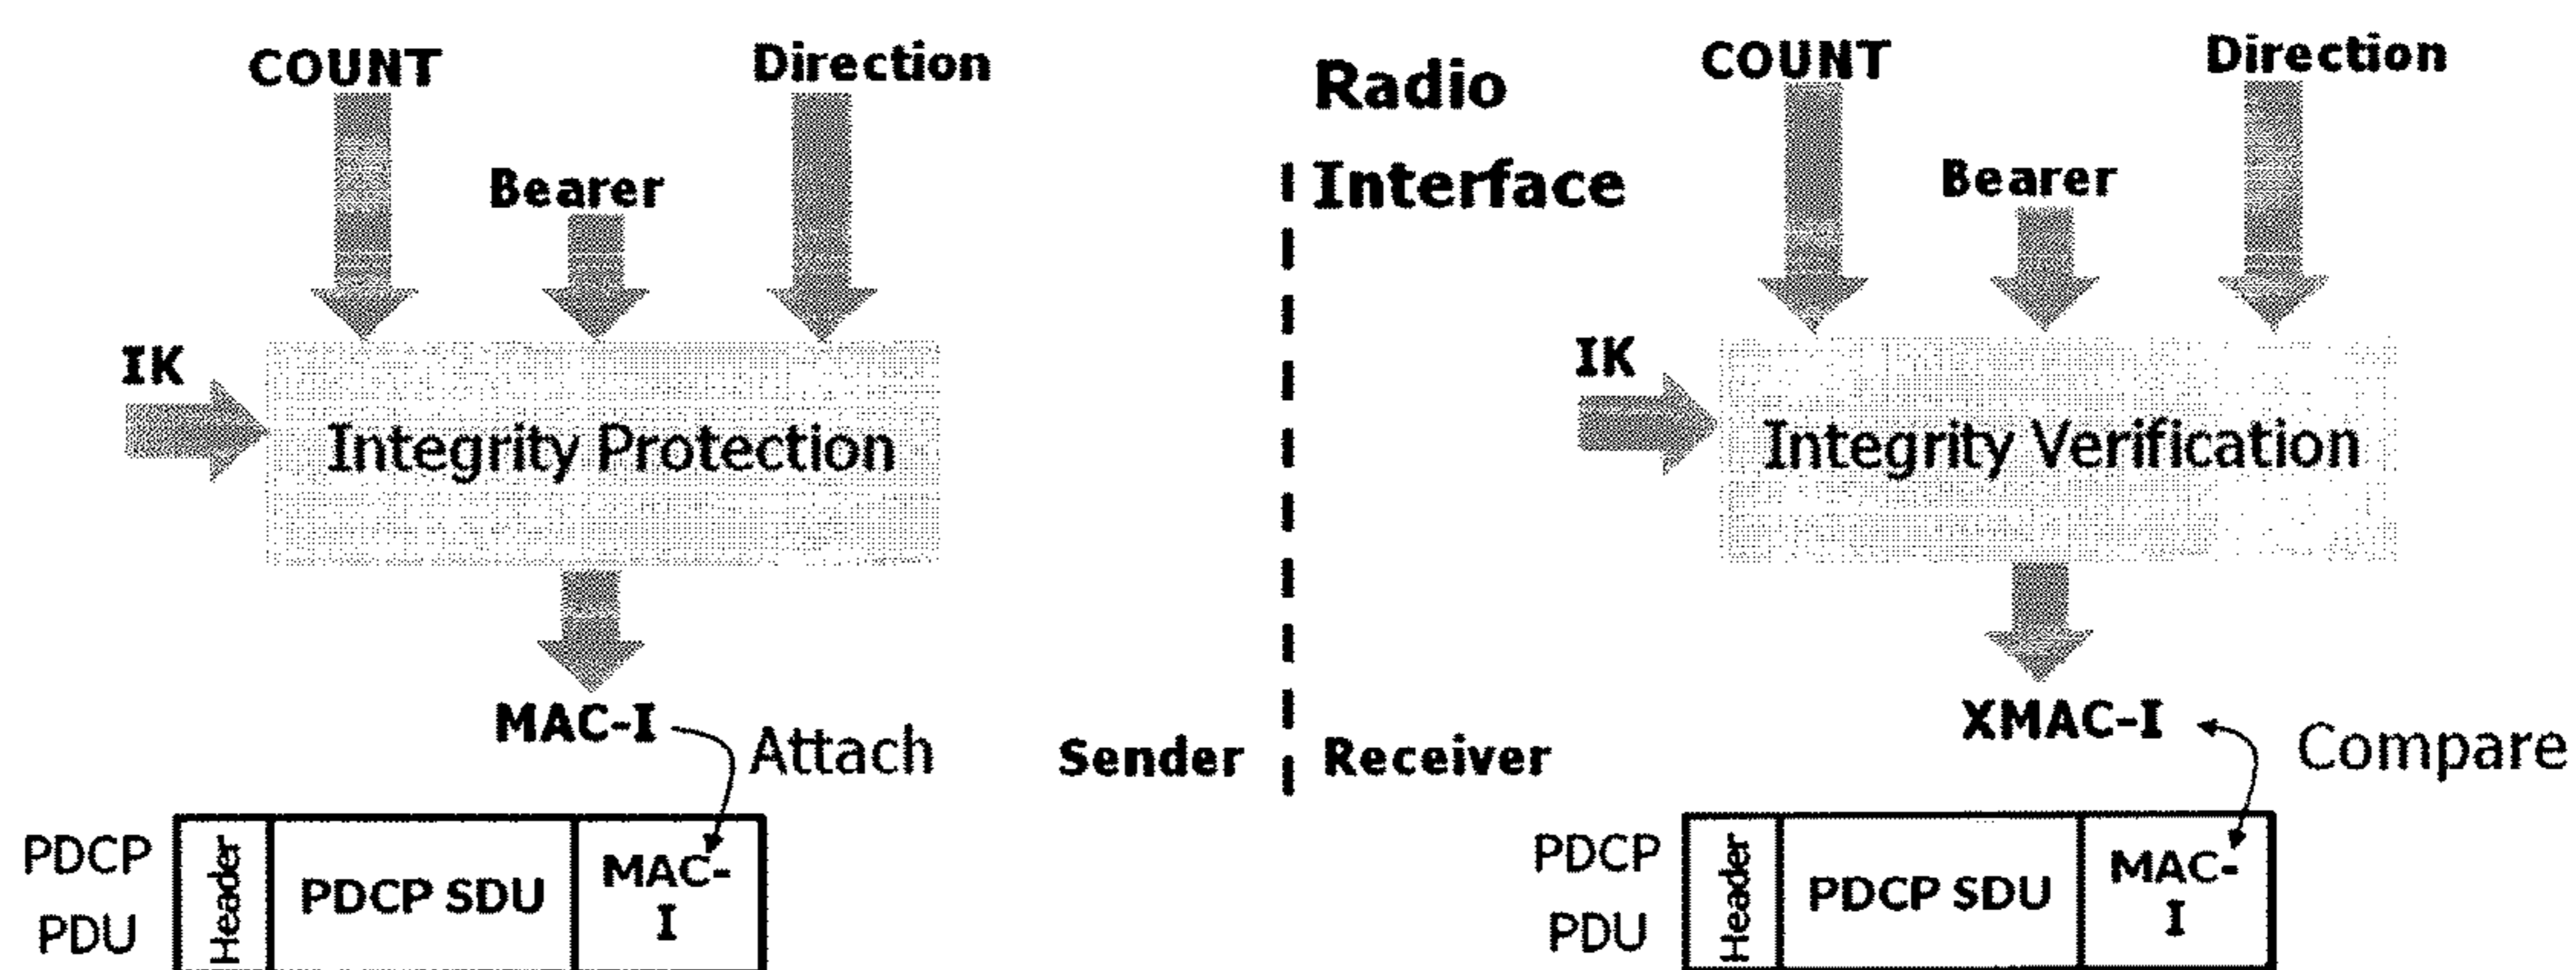 COUNT
Direction
Bearer
IK
Integrity Protection
MAC-I
Attach
Sender
PDCP
PDU
Header
PDCP SDU
MAC-
I
Radio
Interface
COUNT
Direction
Bearer
IK
Integrity Verification
XMAC-I
Compare
Receiver
PDCP
PDU
Header
PDCP SDU
MAC-
I